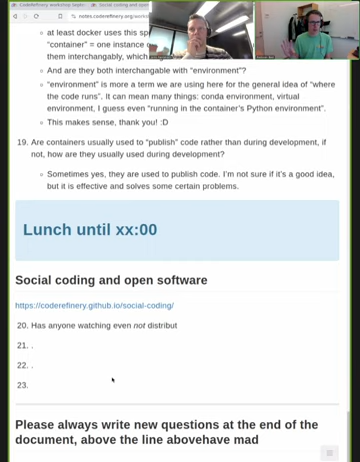 CodeRefinery workshop
Social coding and open so
notes.coderefinery.org/works
at least docker uses this sp
"container" = one instance o
them interchangably, which
And are they both interchangable with "environment"?
"environment" is more a term we are using here for the general idea of "where
the code runs". It can mean many things: conda environment, virtual
environment, I guess even "running in the container's Python environment".
This makes sense, thank you! :D
19. Are containers usually used to "publish" code rather than during development, if
not, how are they usually used during development?
Sometimes yes, they are used to publish code. I'm not sure if it's a good idea,
but it is effective and solves some certain problems.
Lunch until xx:00
Social coding and open software
https://coderefinery.github.io/social-coding/
20. Has anyone watching even not distribut
21. .
22. .
23.
Please always write new questions at the end of the
document, above the line abovehave mad